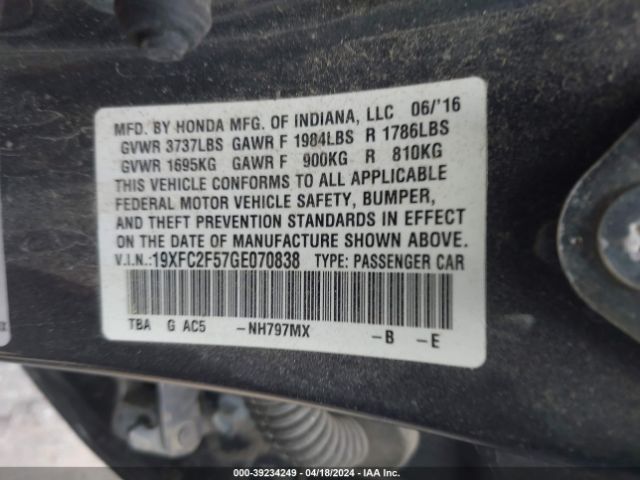 MFD. BY HONDA MFG. OF INDIANA, LLC 06/'16
GVWR 3737LBS GAWR F 1984LBS R 1786LBS
GVWR 1695KG GAWR F 900KG R 810KG
THIS VEHICLE CONFORMS TO ALL APPLICABLE
FEDERAL MOTOR VEHICLE SAFETY, BUMPER,
AND THEFT PREVENTION STANDARDS IN EFFECT
ON THE DATE OF MANUFACTURE SHOWN ABOVE.
V.I.N.:19XFC2F57GE070838 TYPE: PASSENGER CAR
TBA G AC5 -NH797MX -B -E
000-39234249 - 04/18/2024 - IAA Inc.